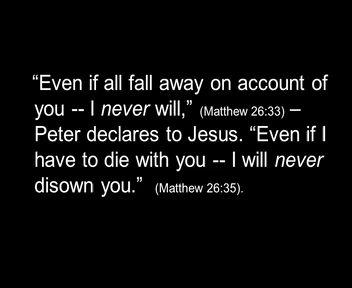 “Even if all fall away on account of
you -- I never will,” (Matthew 26:33) –
Peter declares to Jesus. “Even if I
have to die with you -- I will never
disown you.” (Matthew 26:35).